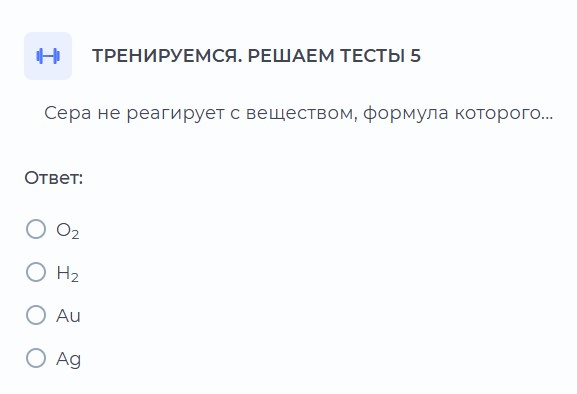 ТРЕНИРУЕМСЯ. РЕШАЕМ ТЕСТЫ 5
Сера не реагирует с веществом, формула которого...
Ответ:
O₂
H₂
Au
Ag